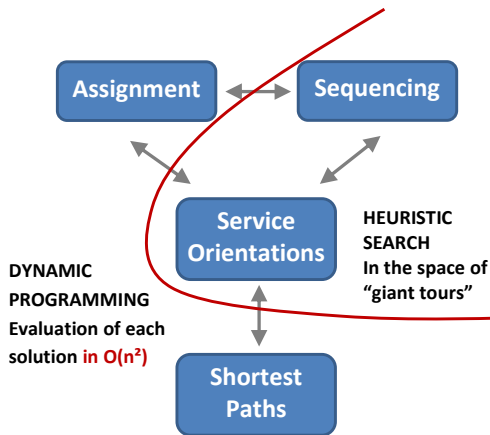 Assignment
Sequencing
Service
Orientations
HEURISTIC
SEARCH
In the space of
“giant tours”
DYNAMIC
PROGRAMMING
Evaluation of each
solution in O(n²)
Shortest
Paths